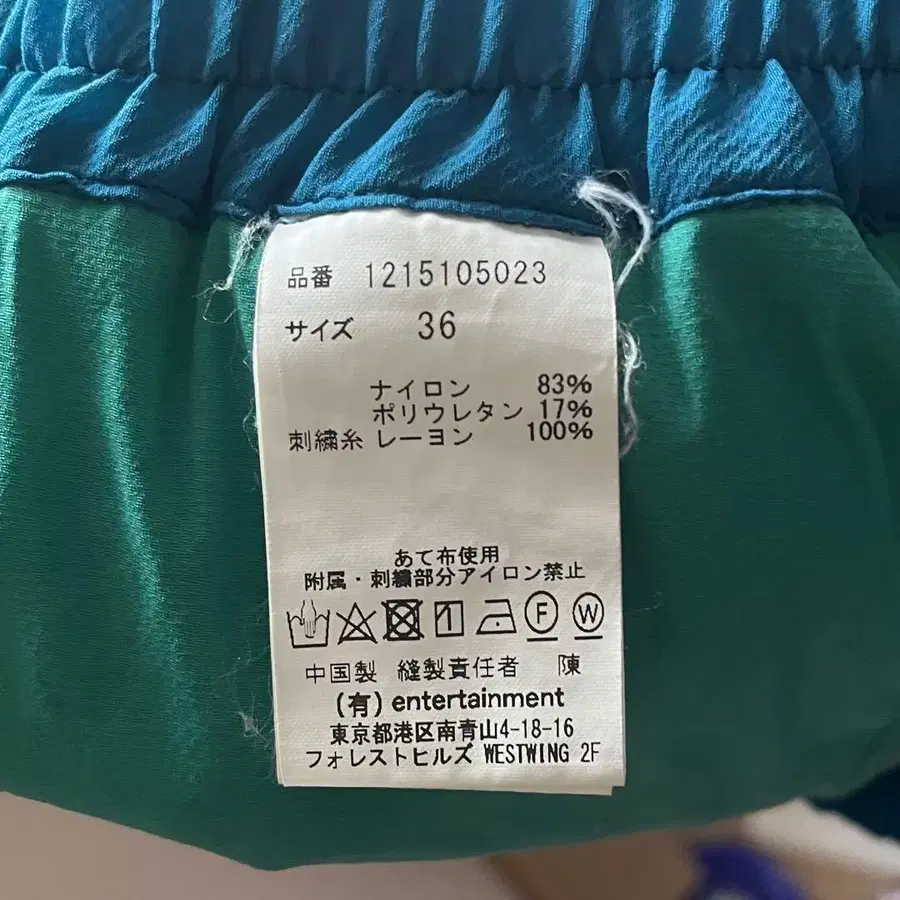 品番 1215105023
サイズ 36
ナイロン 83%
ポリウレタン 17%
刺繍糸 レーヨン 100%
あて布使用
附属・刺繍部分アイロン禁止
1 F W
中国製 縫製責任者 陳
(有) entertainment
東京都港区南青山4-18-16
フォレストヒルズ WESTWING 2F